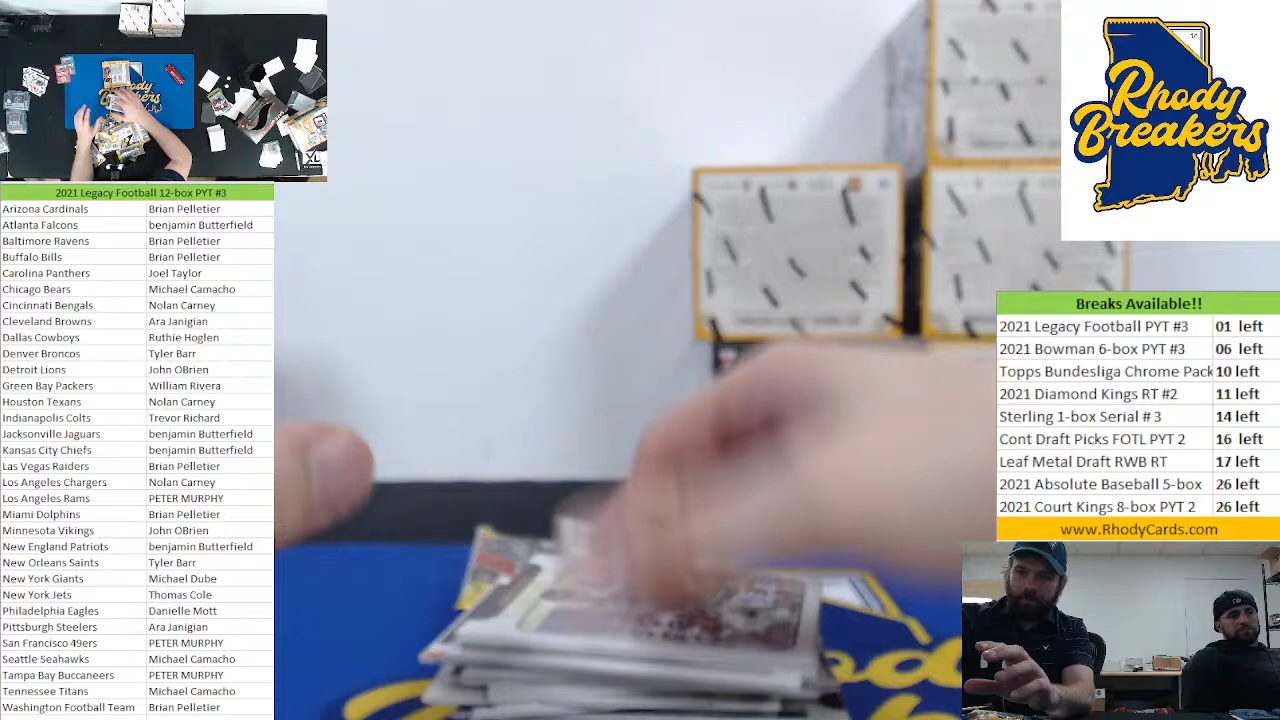 2021 Legacy Football 12-box PYT #3
Arizona Cardinals Brian Pelletier
Atlanta Falcons benjamin Butterfield
Baltimore Ravens Brian Pelletier
Buffalo Bills Brian Pelletier
Carolina Panthers Joel Taylor
Chicago Bears Michael Camacho
Cincinnati Bengals Nolan Carney
Cleveland Browns Ara Janigian
Dallas Cowboys Ruthie Hoglen
Denver Broncos Tyler Barr
Detroit Lions John OBrien
Green Bay Packers William Rivera
Houston Texans Nolan Carney
Indianapolis Colts Trevor Richard
Jacksonville Jaguars benjamin Butterfield
Kansas City Chiefs benjamin Butterfield
Las Vegas Raiders Brian Pelletier
Los Angeles Chargers Nolan Carney
Los Angeles Rams PETER MURPHY
Miami Dolphins Brian Pelletier
Minnesota Vikings John OBrien
New England Patriots benjamin Butterfield
New Orleans Saints Tyler Barr
New York Giants Michael Dube
New York Jets Thomas Cole
Philadelphia Eagles Danielle Mott
Pittsburgh Steelers Ara Janigian
San Francisco 49ers PETER MURPHY
Seattle Seahawks Michael Camacho
Tampa Bay Buccaneers PETER MURPHY
Tennessee Titans Michael Camacho
Washington Football Team Brian Pelletier
Rhody
Breakers
XL
Rhody
Breakers
Breaks Available!!
2021 Legacy Football PYT #3 01 left
2021 Bowman 6-box PYT #3 06 left
Topps Bundesliga Chrome Pack 10 left
2021 Diamond Kings RT #2 11 left
Sterling 1-box Serial # 3 14 left
Cont Draft Picks FOTL PYT 2 16 left
Leaf Metal Draft RWB RT 17 left
2021 Absolute Baseball 5-box 26 left
2021 Court Kings 8-box PYT 2 26 left
www.RhodyCards.com